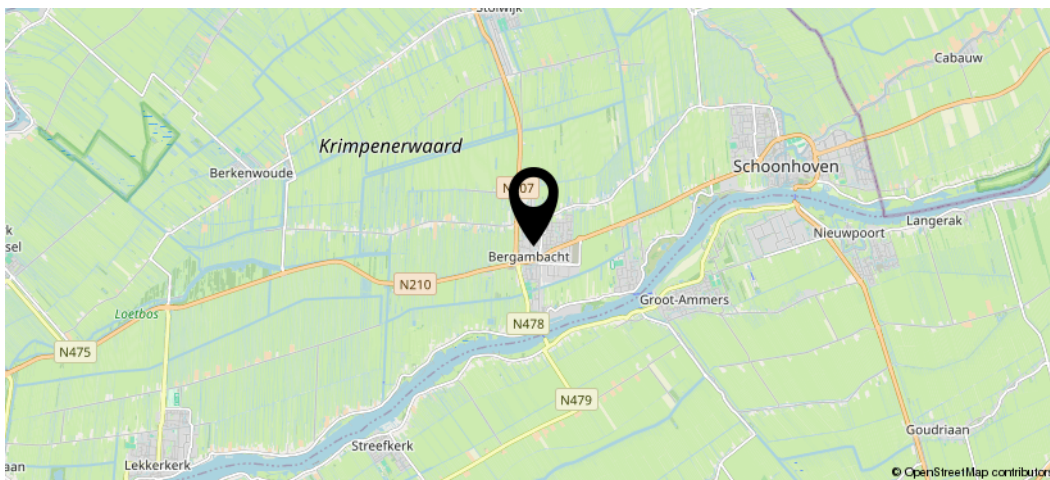 Stolwijk
Cabauw
Krimpenerwaard
Schoonhoven
Berkenwoude
N207
Langerak
Nieuwpoort
Bergambacht
N210
Groot-Ammers
Loetbos
N478
N475
N479
Goudriaan
Streefkerk
Lekkerkerk
© OpenStreetMap contributors